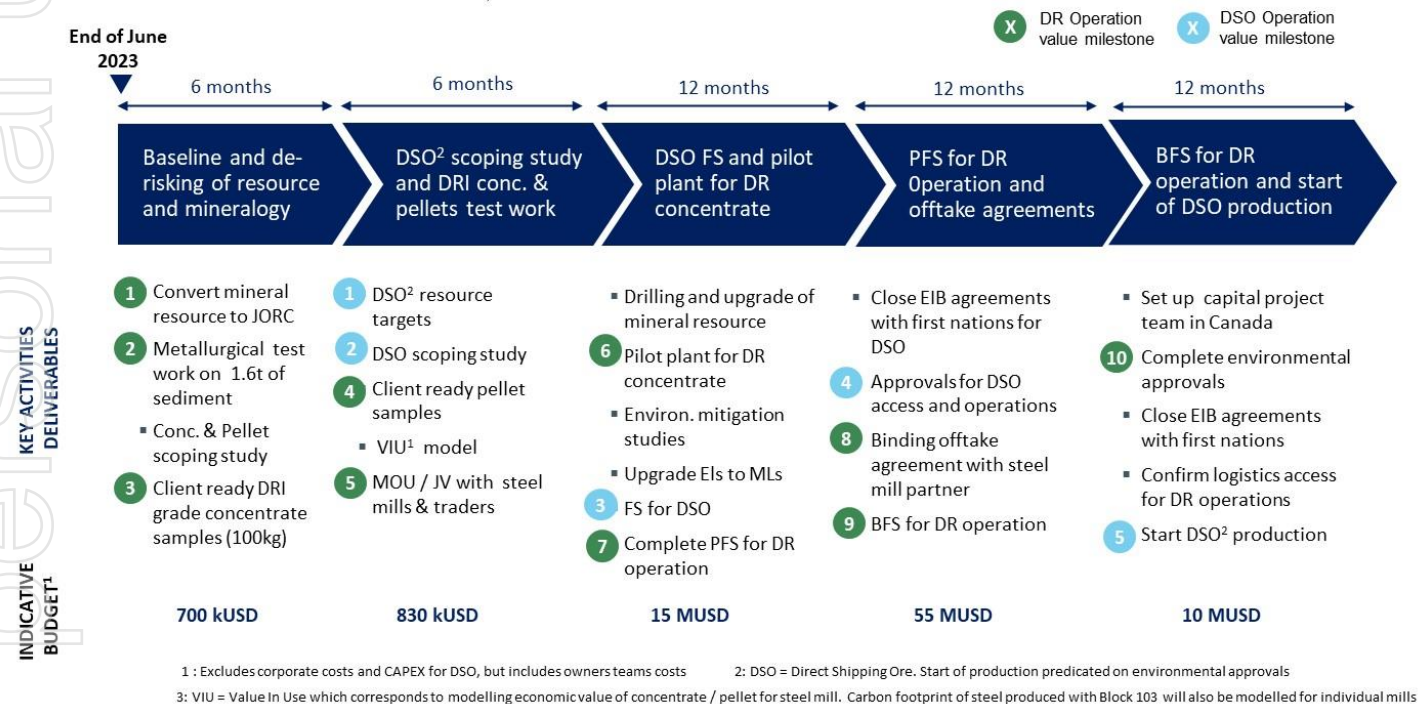 X
DR Operation
value milestone
X
DSO Operation
value milestone
End of June
2023
6 months
6 months
12 months
12 months
12 months
Baseline and de-
risking of resource
and mineralogy
DSO² scoping study
and DRI conc. &
pellets test work
DSO FS and pilot
plant for DR
concentrate
PFS for DR
Operation and
offtake agreements
BFS for DR
operation and start
of DSO production
KEY ACTIVITIES
DELIVERABLES
1 Convert mineral
resource to JORC
2 Metallurgical test
work on 1.6t of
sediment
▪ Conc. & Pellet
scoping study
3 Client ready DRI
grade concentrate
samples (100kg)
1 DSO² resource
targets
2 DSO scoping study
4 Client ready pellet
samples
▪ VIU¹ model
5 MOU / JV with steel
mills & traders
▪ Drilling and upgrade of
mineral resource
6 Pilot plant for DR
concentrate
▪ Environ. mitigation
studies
▪ Upgrade EIs to MLs
3 FS for DSO
7 Complete PFS for DR
operation
▪ Close EIB agreements
with first nations for
DSO
4 Approvals for DSO
access and operations
8 Binding offtake
agreement with steel
mill partner
9 BFS for DR operation
▪ Set up capital project
team in Canada
10 Complete environmental
approvals
▪ Close EIB agreements
with first nations
▪ Confirm logistics access
for DR operations
5 Start DSO² production
INDICATIVE
BUDGET¹
700 kUSD
830 kUSD
15 MUSD
55 MUSD
10 MUSD
1 : Excludes corporate costs and CAPEX for DSO, but includes owners teams costs
2: DSO = Direct Shipping Ore. Start of production predicated on environmental approvals
3: VIU = Value In Use which corresponds to modelling economic value of concentrate / pellet for steel mill. Carbon footprint of steel produced with Block 103 will also be modelled for individual mills
personal u